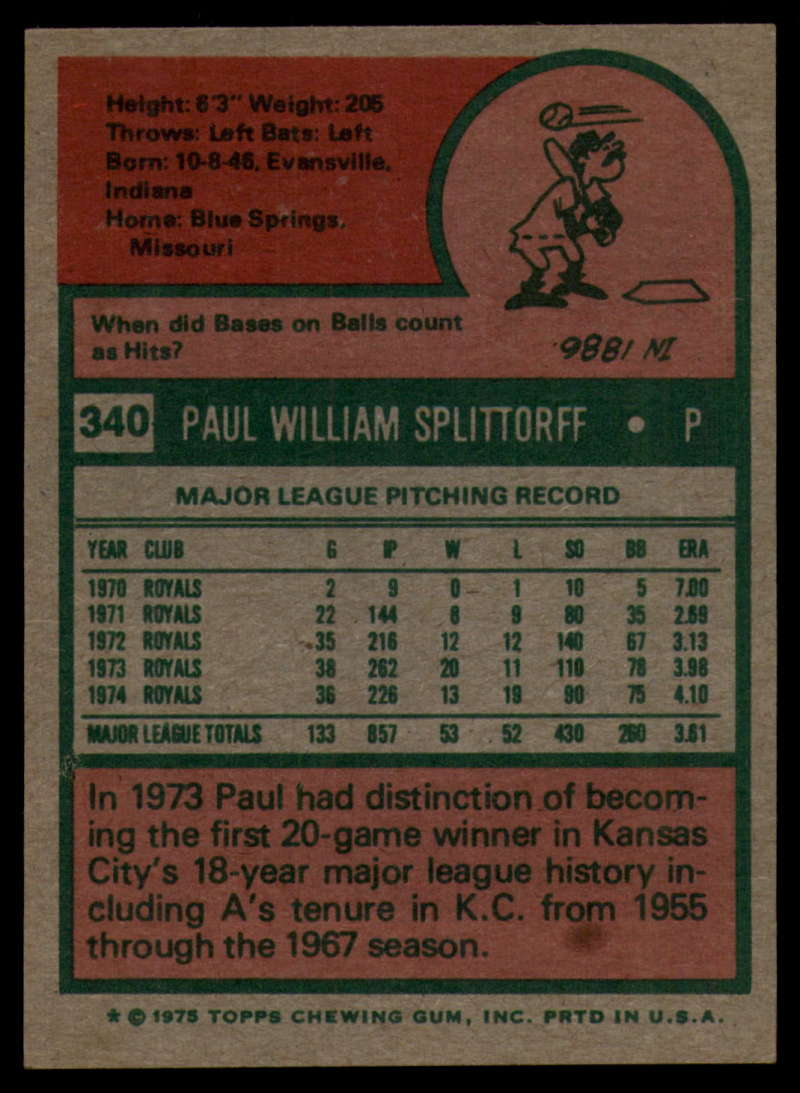 Height: 6'3" Weight: 205
Throws: Left Bats: Left
Born: 10-8-46, Evansville,
Indiana
Home: Blue Springs,
Missouri
When did Bases on Balls count
as Hits?
IN 1886.
340 PAUL WILLIAM SPLITTORFF • P
MAJOR LEAGUE PITCHING RECORD
YEAR CLUB G IP W L SO BB ERA
1970 ROYALS 2 9 0 1 10 5 7.00
1971 ROYALS 22 144 8 9 80 35 2.69
1972 ROYALS 35 216 12 12 140 67 3.13
1973 ROYALS 38 262 20 11 110 78 3.98
1974 ROYALS 36 226 13 19 90 75 4.10
MAJOR LEAGUE TOTALS 133 857 53 52 430 260 3.61
In 1973 Paul had distinction of becom-
ing the first 20-game winner in Kansas
City's 18-year major league history in-
cluding A's tenure in K.C. from 1955
through the 1967 season.
* © 1975 TOPPS CHEWING GUM, INC. PRTD IN U.S.A.